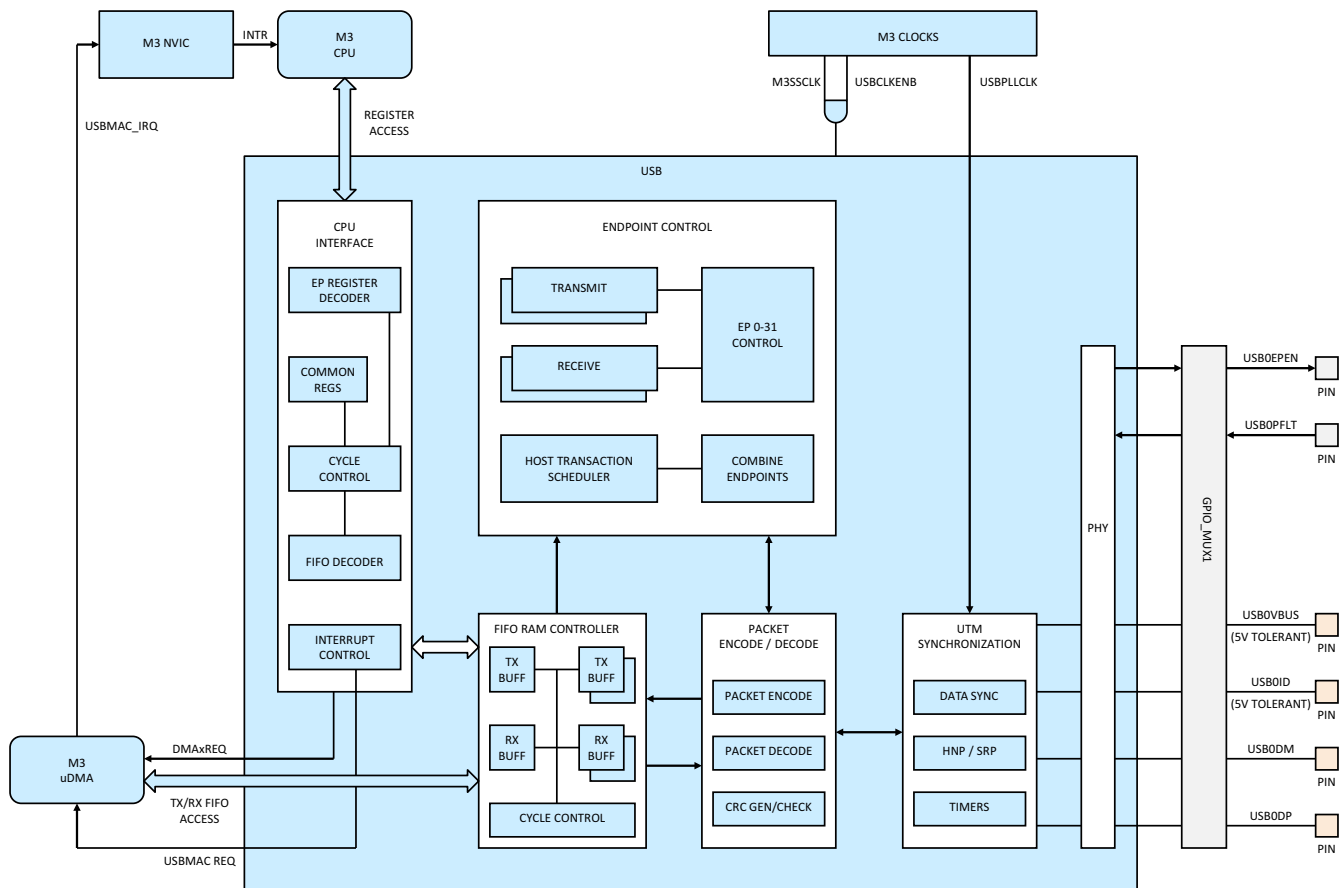 M3 NVIC
INTR
M3
CPU
M3 CLOCKS
M3SSCLK
USBCLKENB
USBPLLCLK
USBMAC_IRQ
REGISTER
ACCESS
USB
CPU
INTERFACE
EP REGISTER
DECODER
COMMON
REGS
CYCLE
CONTROL
FIFO DECODER
INTERRUPT
CONTROL
ENDPOINT CONTROL
TRANSMIT
RECEIVE
EP 0-31
CONTROL
HOST TRANSACTION
SCHEDULER
COMBINE
ENDPOINTS
FIFO RAM CONTROLLER
TX
BUFF
TX
BUFF
RX
BUFF
RX
BUFF
CYCLE CONTROL
PACKET
ENCODE / DECODE
PACKET ENCODE
PACKET DECODE
CRC GEN/CHECK
UTM
SYNCHRONIZATION
DATA SYNC
HNP / SRP
TIMERS
PHY
GPIO_MUX1
USB0EPEN
PIN
USB0PFLT
PIN
USB0VBUS
(5V TOLERANT)
PIN
USB0ID
(5V TOLERANT)
PIN
USB0DM
PIN
USB0DP
PIN
M3
uDMA
DMAxREQ
TX/RX FIFO
ACCESS
USBMAC REQ